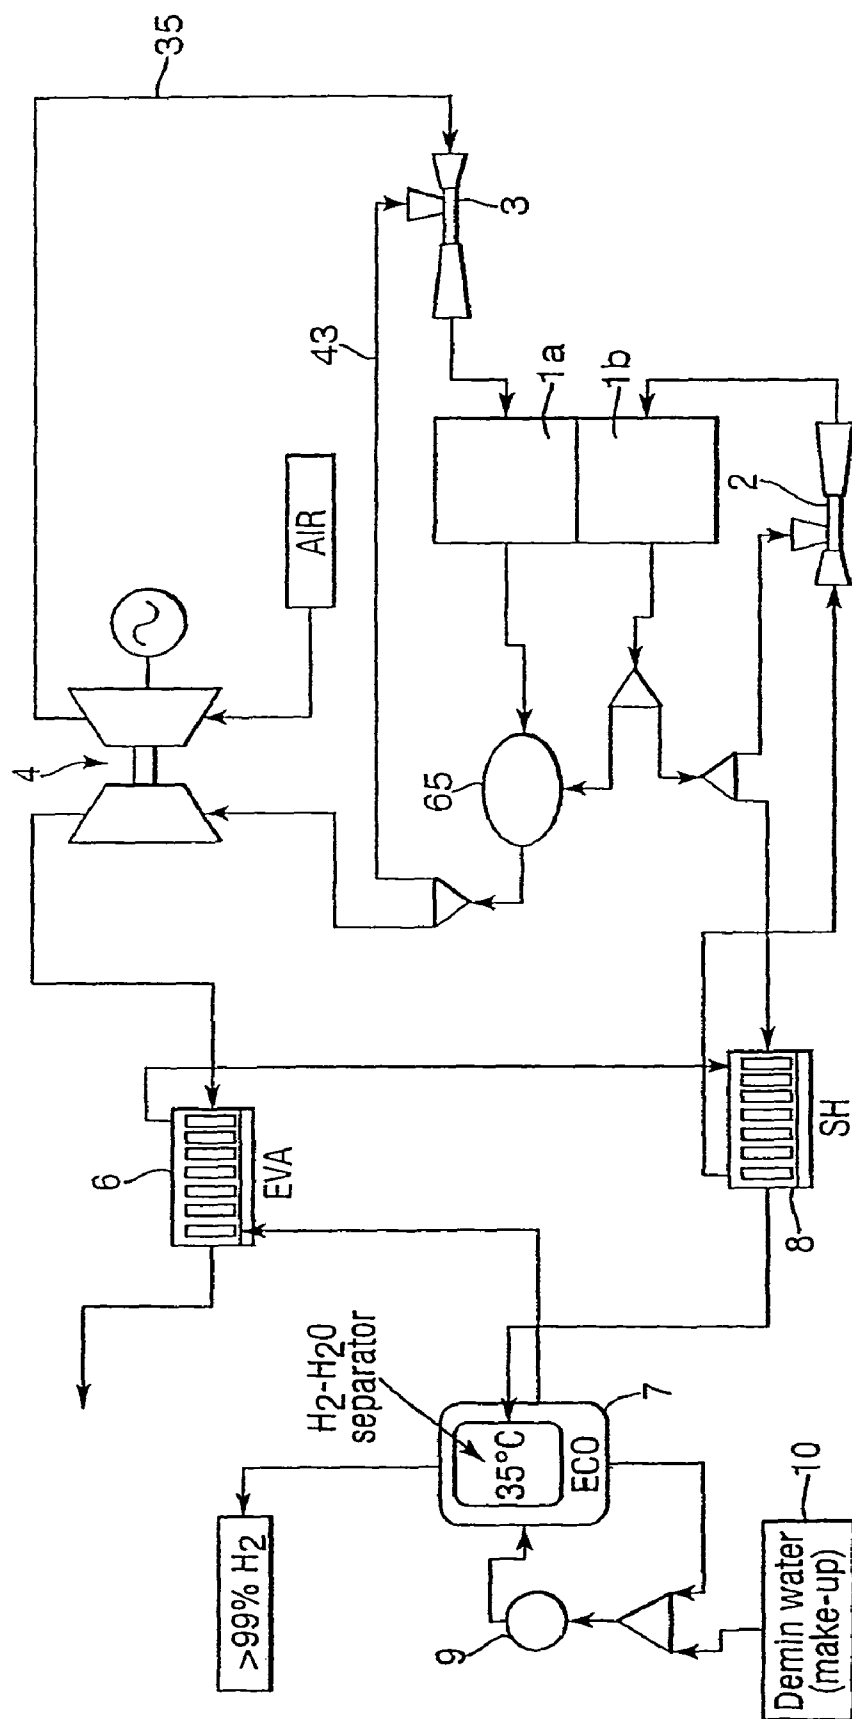 35
4
AIR
43
3
1a
1b
2
65
6
EVA
8
SH
H2-H2O
separator
>99% H2
35°C
ECO
7
9
10
Demin water
(make-up)